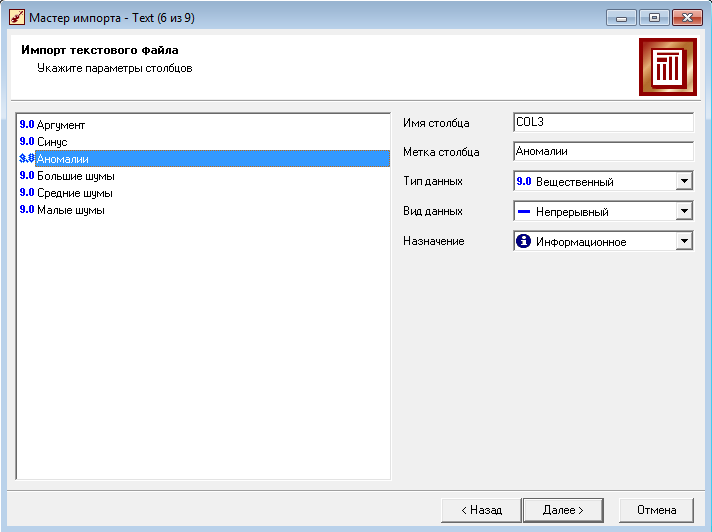 Мастер импорта - Text (6 из 9)
Импорт текстового файла
Укажите параметры столбцов
9.0 Аргумент
9.0 Синус
9.0 Аномалии
9.0 Большие шумы
9.0 Средние шумы
9.0 Малые шумы
Имя столбца COL3
Метка столбца Аномалии
Тип данных 9.0 Вещественный
Вид данных Непрерывный
Назначение Информационное
< Назад Далее > Отмена